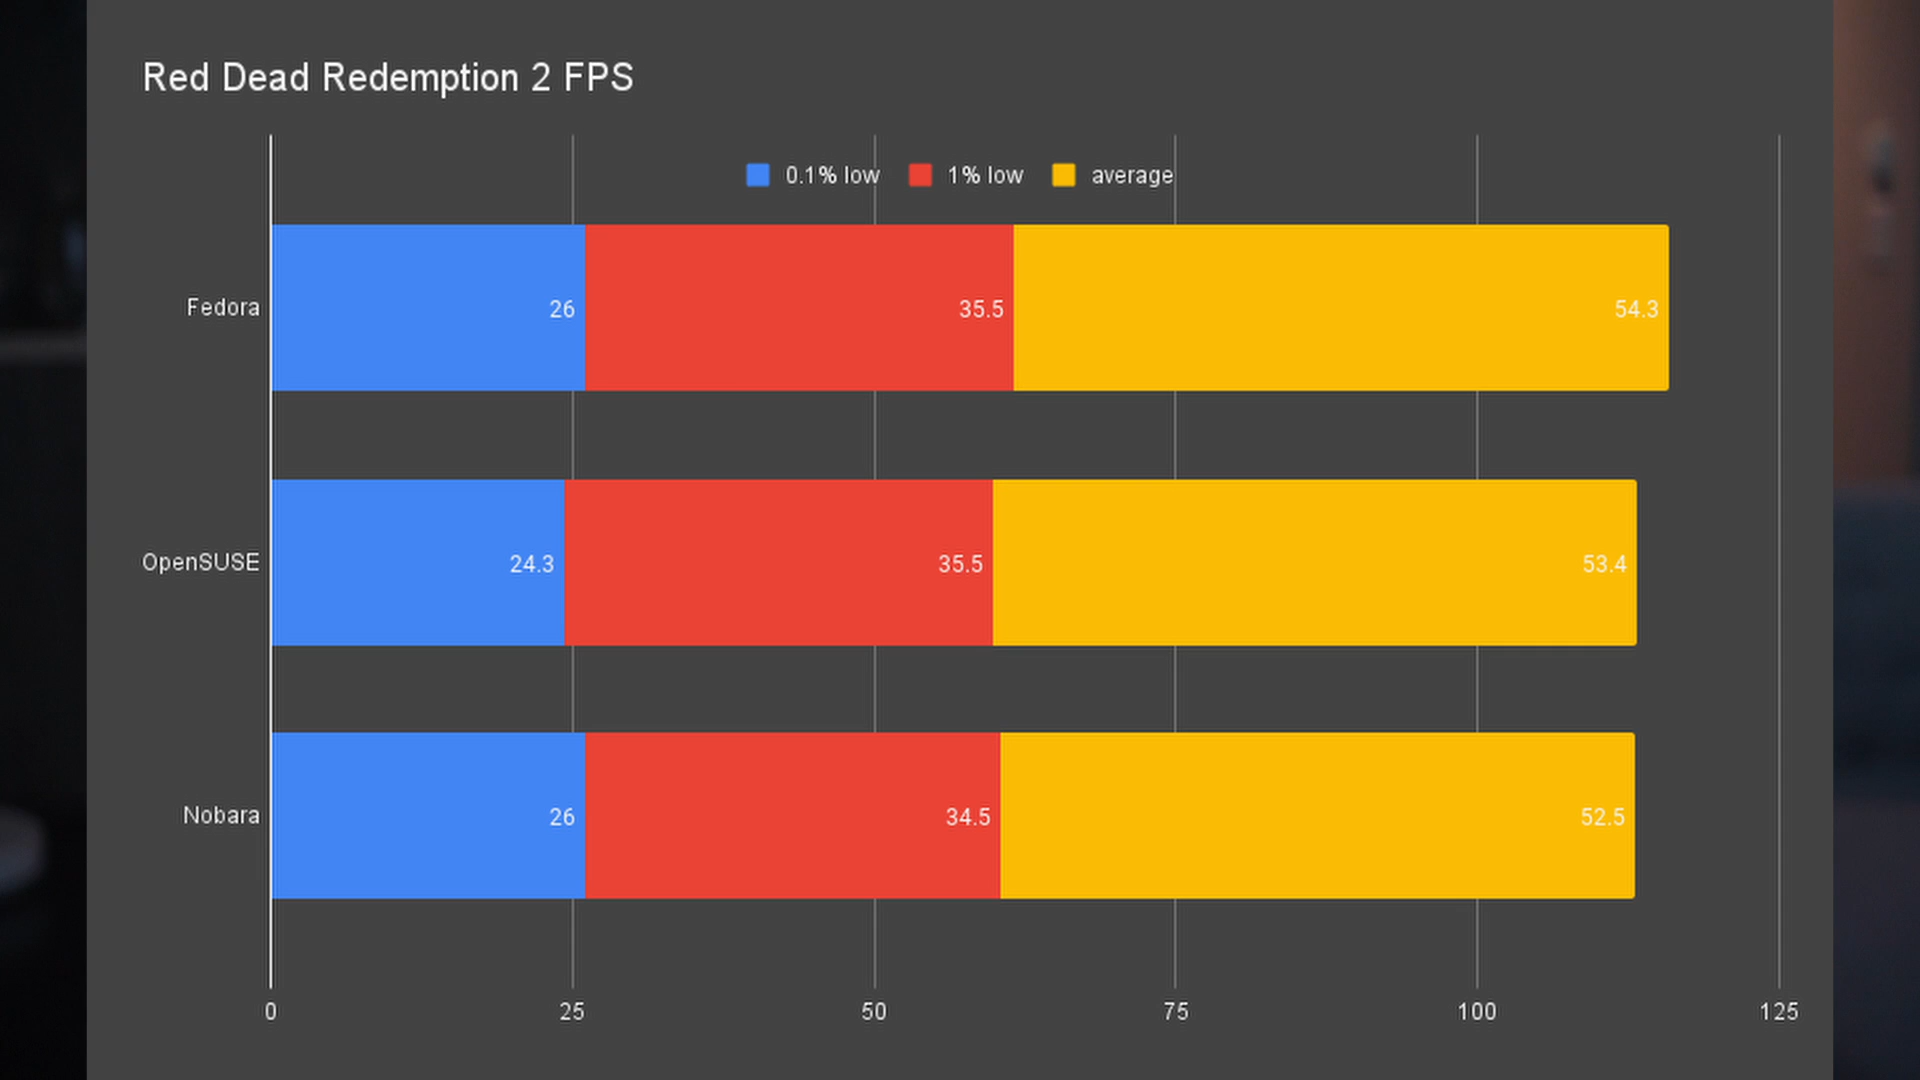 Red Dead Redemption 2 FPS
0.1% low 1% low average
Fedora 26 35.5 54.3
OpenSUSE 24.3 35.5 53.4
Nobara 26 34.5 52.5
0 25 50 75 100 125